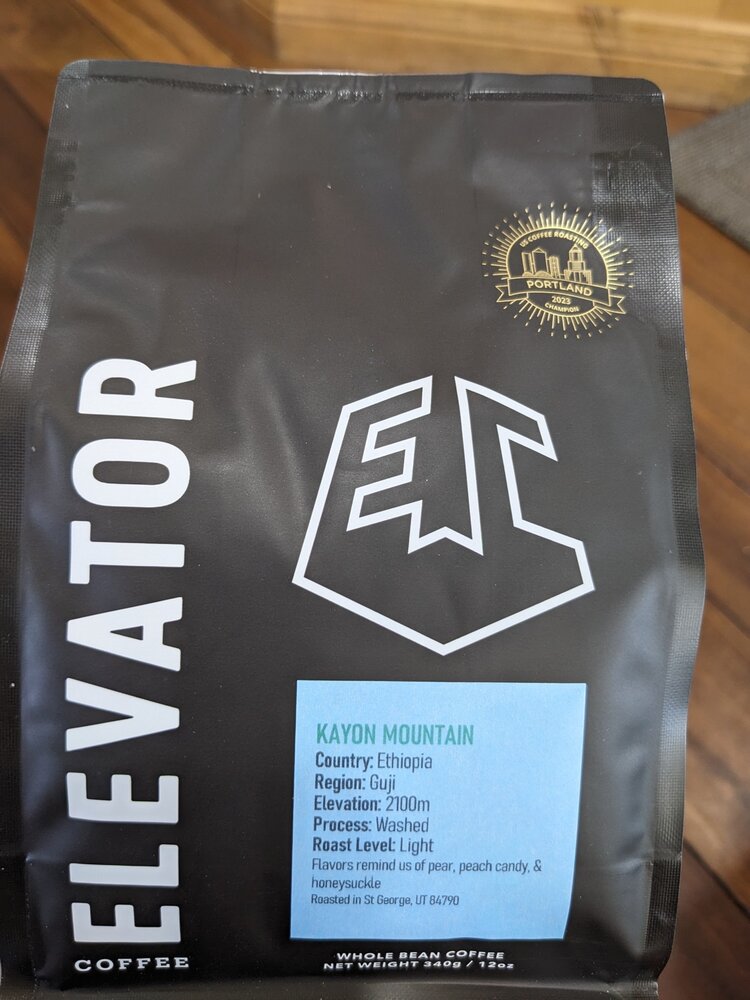 US COFFEE ROASTING
PORTLAND
2023
CHAMPION
ELEVATOR
COFFEE
EC
KAYON MOUNTAIN
Country: Ethiopia
Region: Guji
Elevation: 2100m
Process: Washed
Roast Level: Light
Flavors remind us of pear, peach candy, &
honeysuckle
Roasted in St George, UT 84790
WHOLE BEAN COFFEE
NET WEIGHT 340g / 12oz